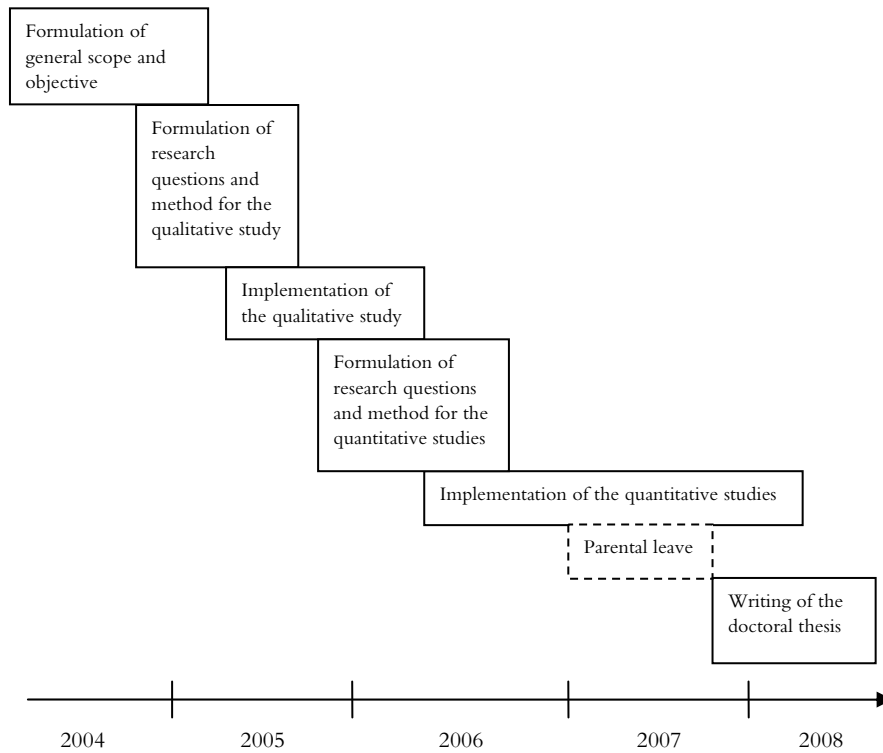 Formulation of
general scope and
objective
Formulation of
research
questions and
method for the
qualitative study
Implementation of
the qualitative study
Formulation of
research questions
and method for the
quantitative studies
Implementation of the quantitative studies
Parental leave
Writing of the
doctoral thesis
2004 2005 2006 2007 2008